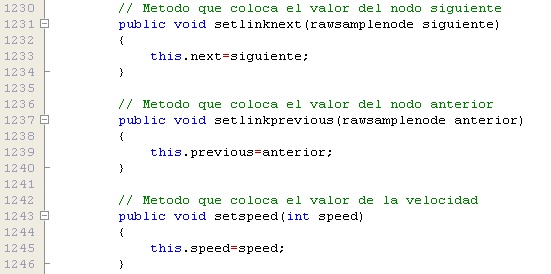 1230 // Metodo que coloca el valor del nodo siguiente
1231 public void setlinknext(rawsamplenode siguiente)
1232 {
1233 this.next=siguiente;
1234 }
1235
1236 // Metodo que coloca el valor del nodo anterior
1237 public void setlinkprevious(rawsamplenode anterior)
1238 {
1239 this.previous=anterior;
1240 }
1241
1242 // Metodo que coloca el valor de la velocidad
1243 public void setspeed(int speed)
1244 {
1245 this.speed=speed;
1246 }